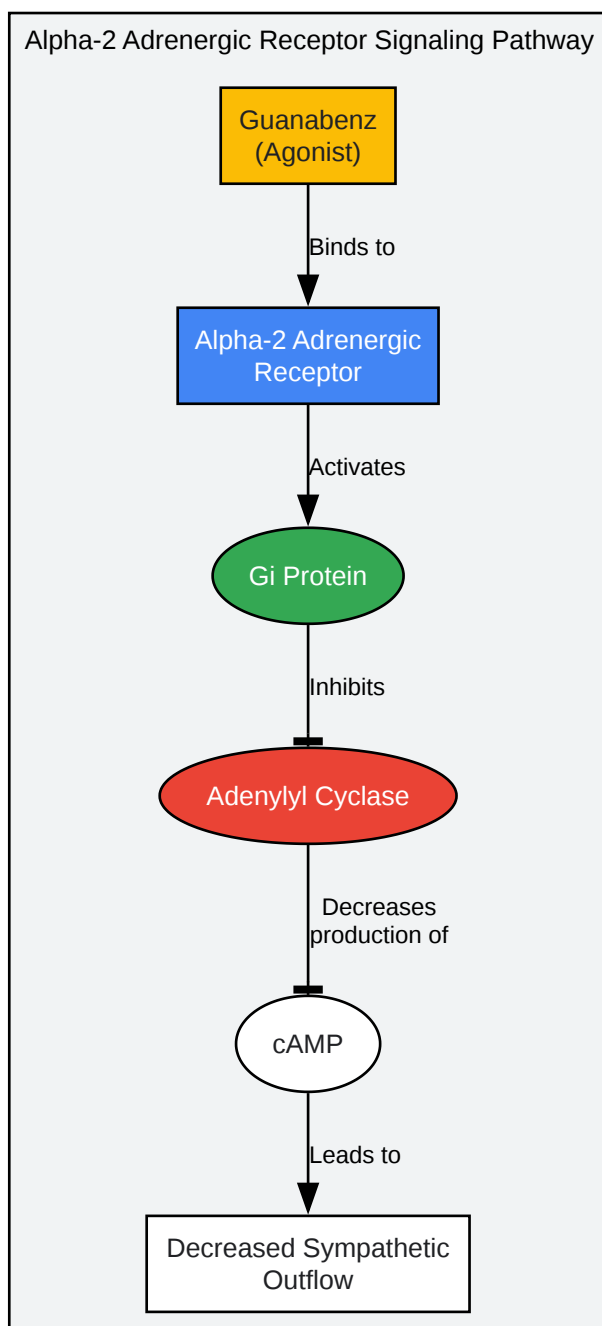 Alpha-2 Adrenergic Receptor Signaling Pathway
Guanabenz
(Agonist)
Binds to
Alpha-2 Adrenergic
Receptor
Activates
Gi Protein
Inhibits
Adenylyl Cyclase
Decreases
production of
cAMP
Leads to
Decreased Sympathetic
Outflow